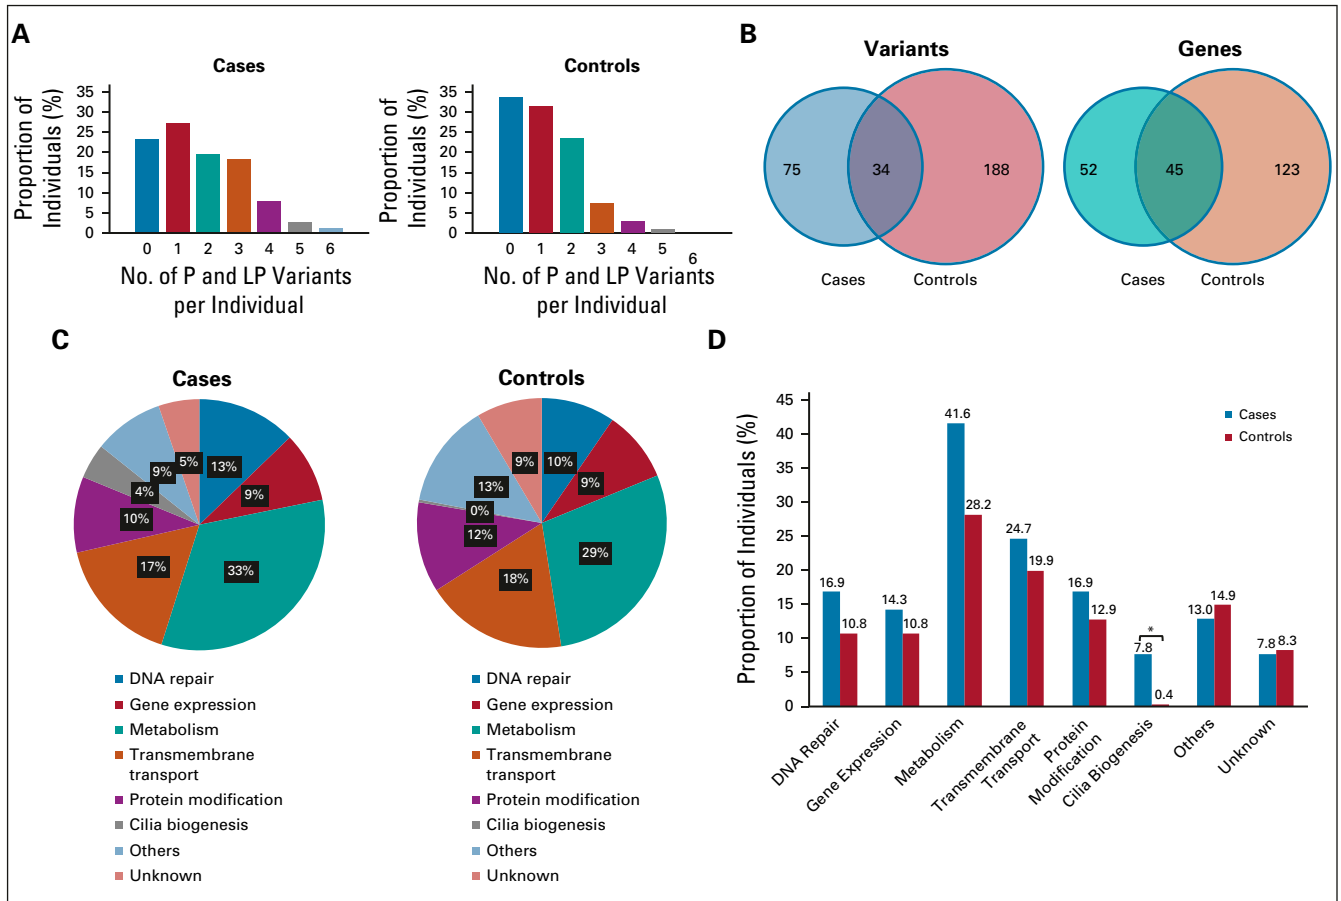 A
Cases
Proportion of
Individuals (%)
35
30
25
20
15
10
5
0
0 1 2 3 4 5 6
No. of P and LP Variants
per Individual
Controls
Proportion of
Individuals (%)
35
30
25
20
15
10
5
0
0 1 2 3 4 5 6
No. of P and LP Variants
per Individual
B
Variants
75 34 188
Cases Controls
Genes
52 45 123
Cases Controls
C
Cases
13%
9%
33%
17%
10%
4%
9%
5%
DNA repair
Gene expression
Metabolism
Transmembrane
transport
Protein modification
Cilia biogenesis
Others
Unknown
Controls
10%
9%
29%
18%
12%
0%
13%
9%
DNA repair
Gene expression
Metabolism
Transmembrane
transport
Protein modification
Cilia biogenesis
Others
Unknown
D
Proportion of Individuals (%)
45
40
35
30
25
20
15
10
5
0
Cases
Controls
16.9 10.8
14.3 10.8
41.6 28.2
24.7 19.9
16.9 12.9
*
7.8 0.4
13.0 14.9
7.8 8.3
DNA Repair
Gene Expression
Metabolism
Transmembrane
Transport
Protein
Modification
Cilia Biogenesis
Others
Unknown